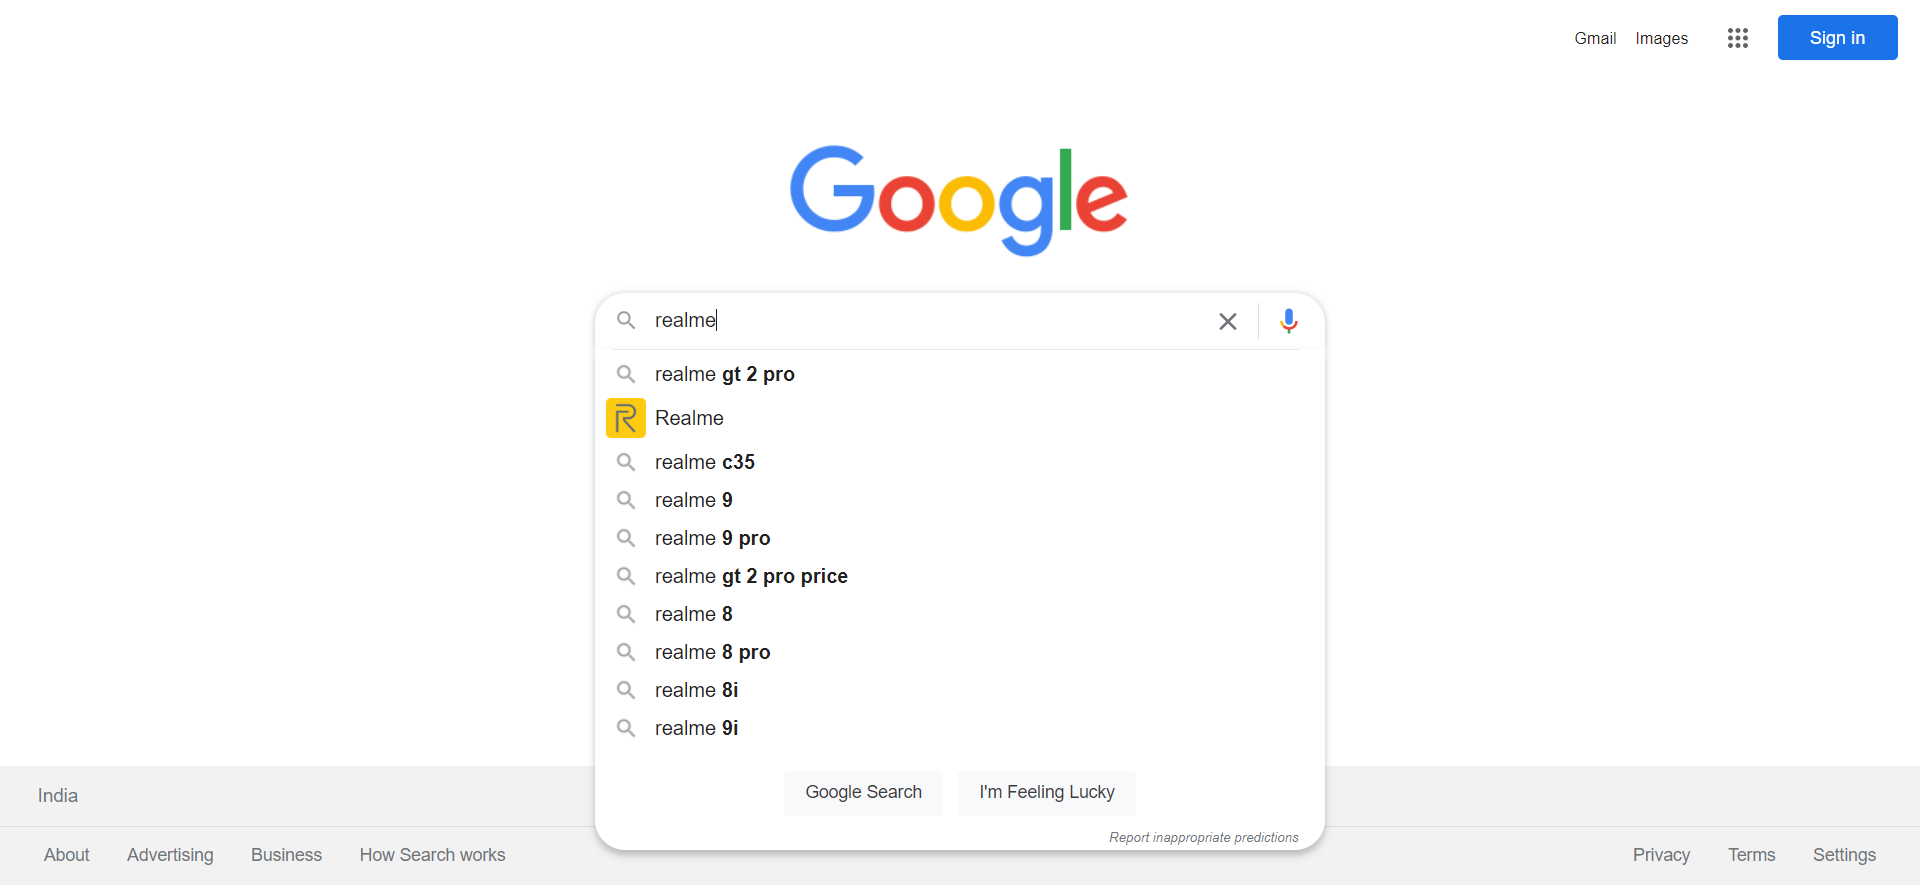 Gmail Images Sign in
Google
realme
realme gt 2 pro
Realme
realme c35
realme 9
realme 9 pro
realme gt 2 pro price
realme 8
realme 8 pro
realme 8i
realme 9i
Google Search I'm Feeling Lucky
Report inappropriate predictions
India
About Advertising Business How Search works Privacy Terms Settings